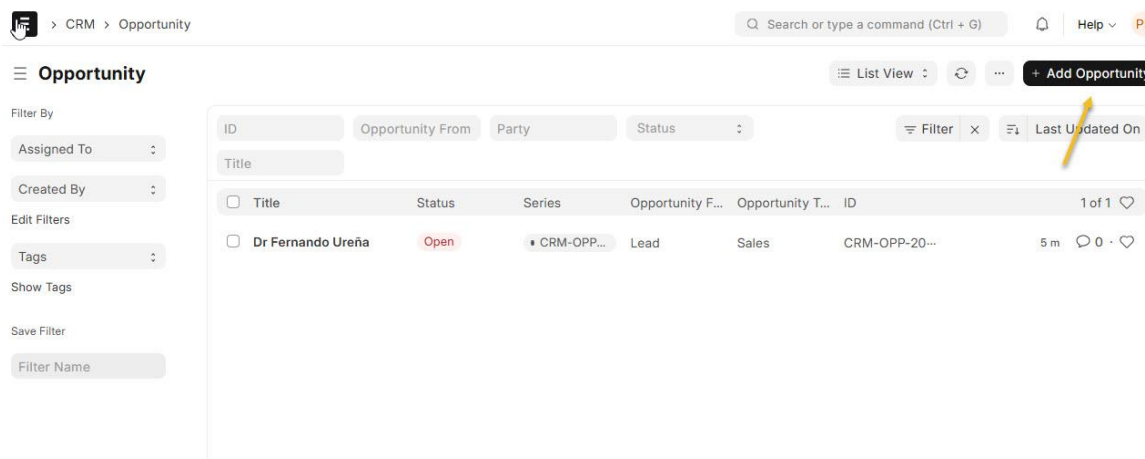 CRM > Opportunity
Search or type a command (Ctrl + G)
Help
P
Opportunity
List View
+ Add Opportunity
Filter By
Assigned To
Created By
Edit Filters
Tags
Show Tags
Save Filter
Filter Name
ID
Opportunity From
Party
Status
Filter
Last Updated On
Title
Title
Status
Series
Opportunity F...
Opportunity T...
ID
1 of 1
Dr Fernando Ureña
Open
CRM-OPP...
Lead
Sales
CRM-OPP-20...
5 m
0 ·